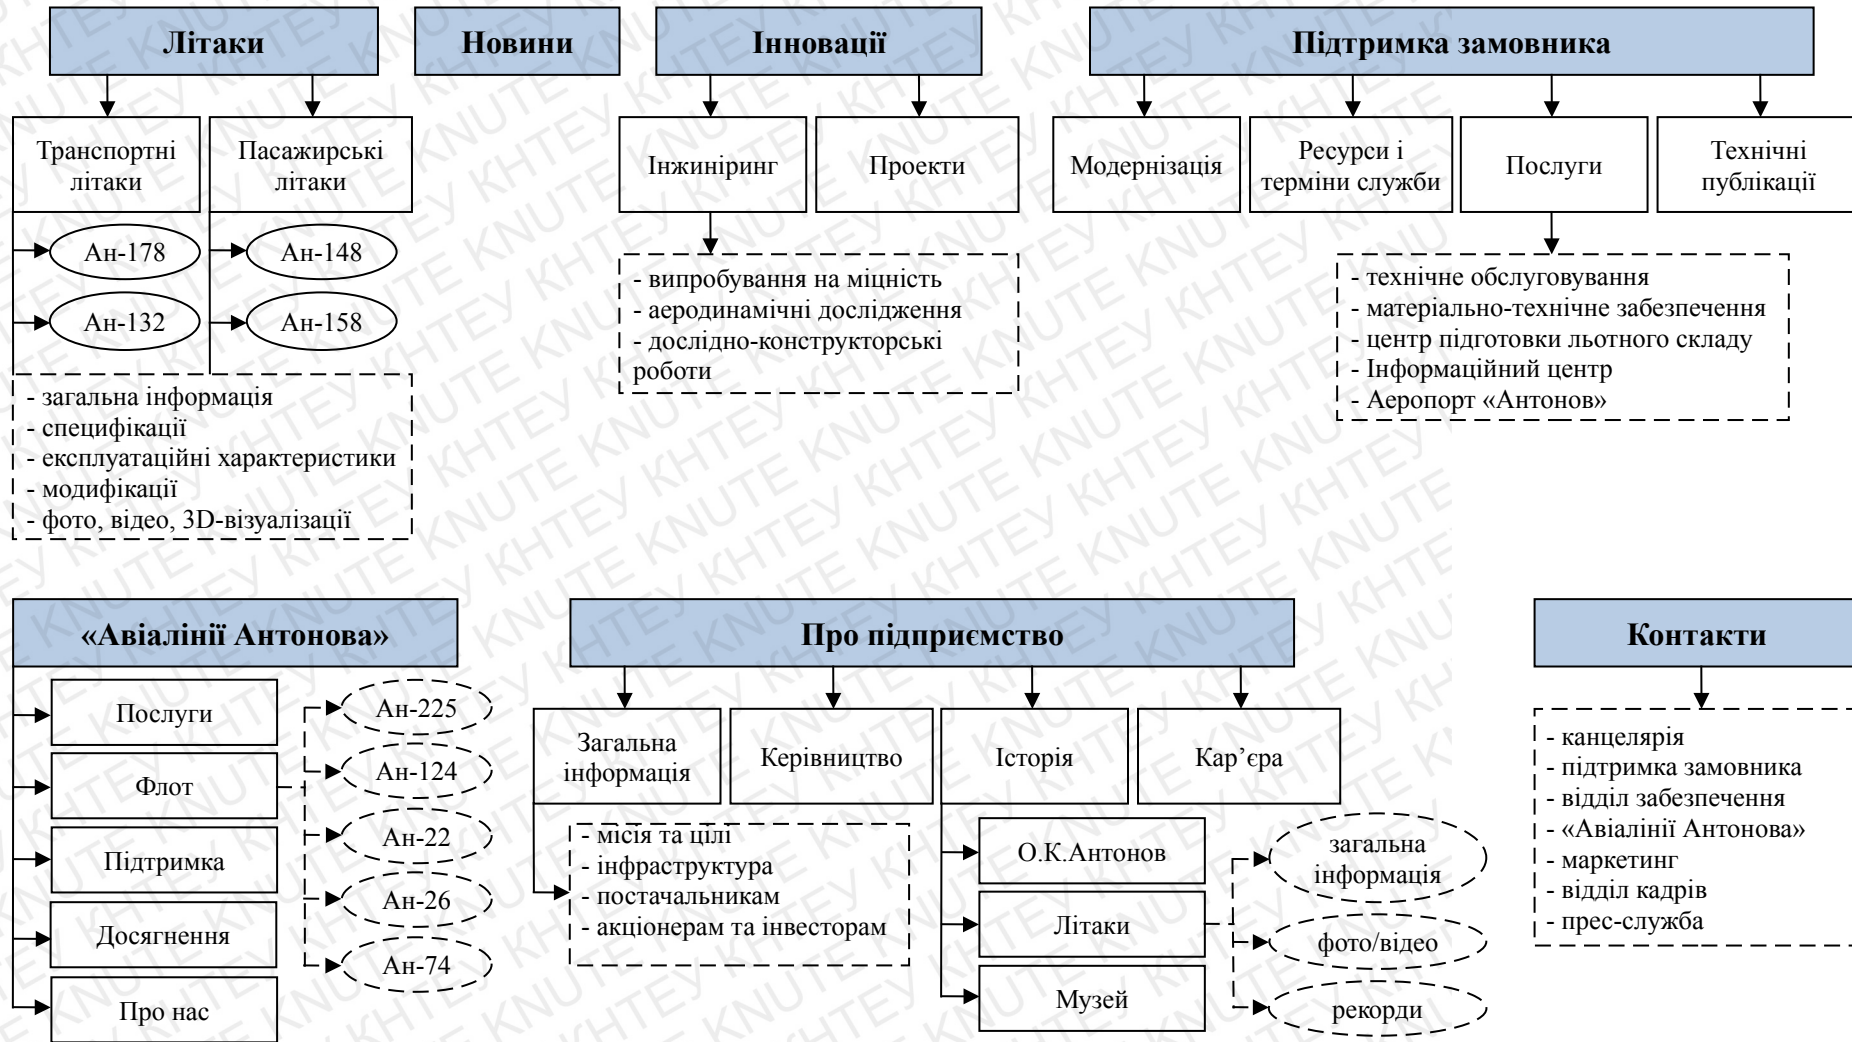 Літаки
Новини
Інновації
Підтримка замовника
Транспортні
літаки
Пасажирські
літаки
Інжиніринг
Проекти
Модернізація
Ресурси і
терміни служби
Послуги
Технічні
публікації
Ан-178
Ан-148
Ан-132
Ан-158
- загальна інформація
- специфікації
- експлуатаційні характеристики
- модифікації
- фото, відео, 3D-візуалізації
- випробування на міцність
- аеродинамічні дослідження
- дослідно-конструкторські
роботи
- технічне обслуговування
- матеріально-технічне забезпечення
- центр підготовки льотного складу
- Інформаційний центр
- Аеропорт «Антонов»
«Авіалінії Антонова»
Про підприємство
Контакти
Послуги
Флот
Підтримка
Досягнення
Про нас
Ан-225
Ан-124
Ан-22
Ан-26
Ан-74
Загальна
інформація
Керівництво
Історія
Кар’єра
- місія та цілі
- інфраструктура
- постачальникам
- акціонерам та інвесторам
О.К.Антонов
Літаки
Музей
загальна
інформація
фото/відео
рекорди
- канцелярія
- підтримка замовника
- відділ забезпечення
- «Авіалінії Антонова»
- маркетинг
- відділ кадрів
- прес-служба